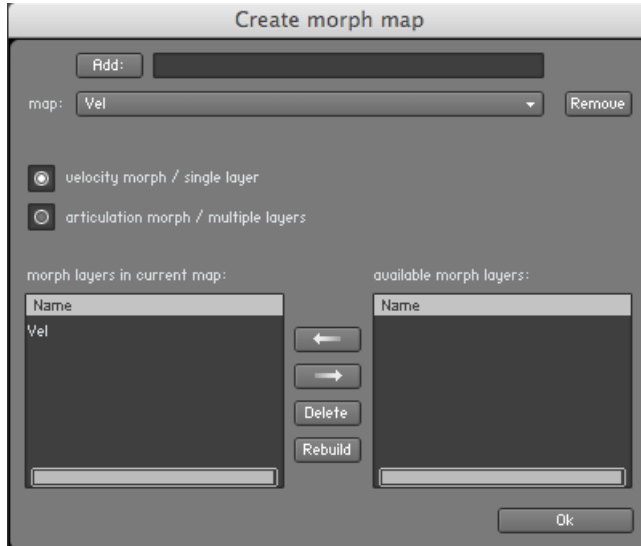 Create morph map
Add:
map: Vel Remove
velocity morph / single layer
articulation morph / multiple layers
morph layers in current map: available morph layers:
Name Name
Vel
Delete
Rebuild
Ok